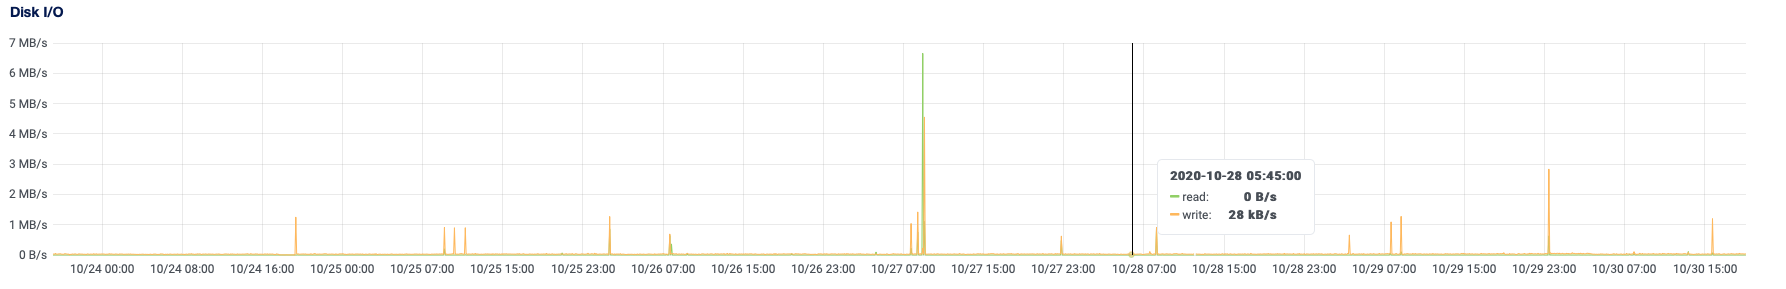 Disk I/O
7 MB/s
6 MB/s
5 MB/s
4 MB/s
3 MB/s
2 MB/s
1 MB/s
0 B/s
2020-10-28 05:45:00
read: 0 B/s
write: 28 kB/s
10/24 00:00 10/24 08:00 10/24 16:00 10/25 00:00 10/25 07:00 10/25 15:00 10/25 23:00 10/26 07:00 10/26 15:00 10/26 23:00 10/27 07:00 10/27 15:00 10/27 23:00 10/28 07:00 10/28 15:00 10/28 23:00 10/29 07:00 10/29 15:00 10/29 23:00 10/30 07:00 10/30 15:00